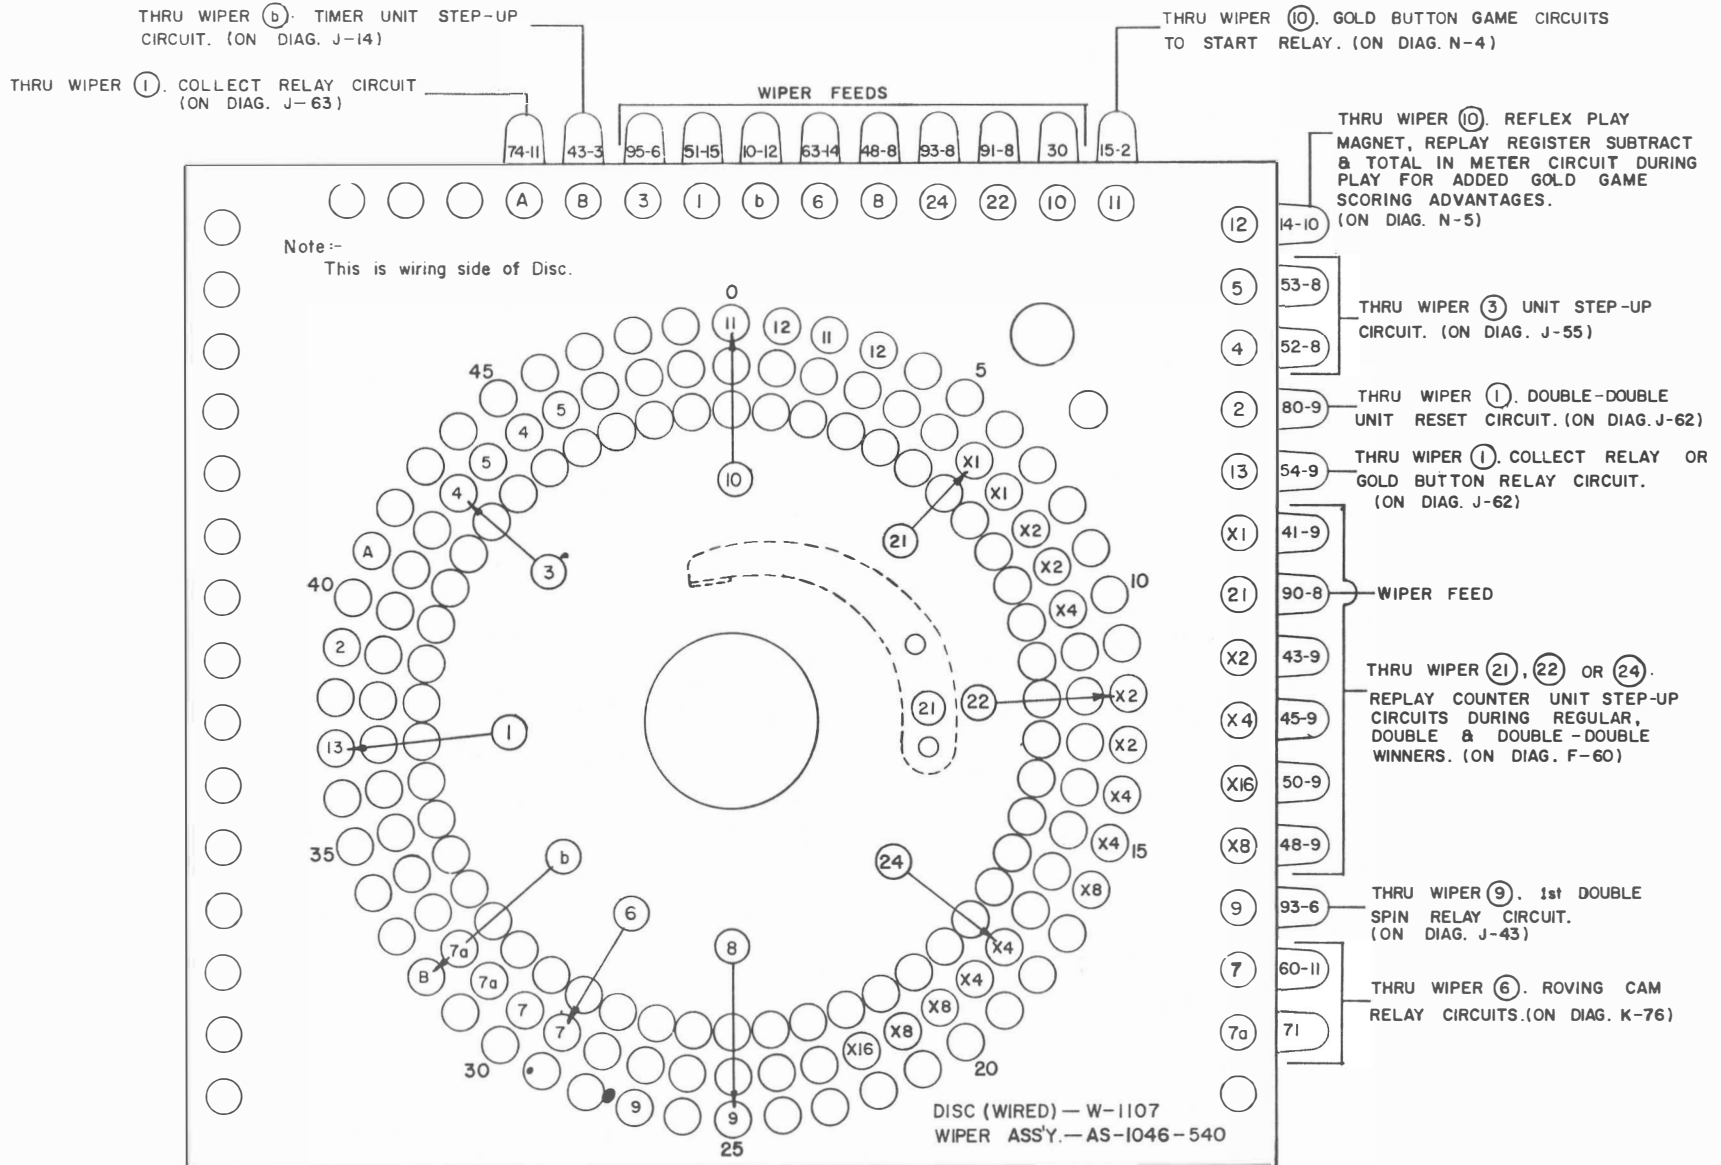 THRU WIPER (b). TIMER UNIT STEP-UP
CIRCUIT. (ON DIAG. J-14)
THRU WIPER (1). COLLECT RELAY CIRCUIT
(ON DIAG. J-63)
THRU WIPER (10). GOLD BUTTON GAME CIRCUITS
TO START RELAY. (ON DIAG. N-4)
WIPER FEEDS
74-11 43-3 95-6 51-15 10-12 63-14 48-8 93-8 91-8 30 15-2
A B 3 1 b 6 8 24 22 10 11
THRU WIPER (10). REFLEX PLAY
MAGNET, REPLAY REGISTER SUBTRACT
& TOTAL IN METER CIRCUIT DURING
PLAY FOR ADDED GOLD GAME
SCORING ADVANTAGES.
(ON DIAG. N-5)
12 14-10
5 53-8
4 52-8
THRU WIPER (3) UNIT STEP-UP
CIRCUIT. (ON DIAG. J-55)
2 80-9
THRU WIPER (1). DOUBLE-DOUBLE
UNIT RESET CIRCUIT. (ON DIAG. J-62)
13 54-9
THRU WIPER (1). COLLECT RELAY OR
GOLD BUTTON RELAY CIRCUIT.
(ON DIAG. J-62)
X1 41-9
21 90-8
WIPER FEED
X2 43-9
X4 45-9
X16 50-9
X8 48-9
THRU WIPER (21), (22) OR (24).
REPLAY COUNTER UNIT STEP-UP
CIRCUITS DURING REGULAR,
DOUBLE & DOUBLE-DOUBLE
WINNERS. (ON DIAG. F-60)
9 93-6
THRU WIPER (9). 1st DOUBLE
SPIN RELAY CIRCUIT.
(ON DIAG. J-43)
7 60-11
7a 71
THRU WIPER (6). ROVING CAM
RELAY CIRCUITS. (ON DIAG. K-76)
Note:-
This is wiring side of Disc.
0
11 12 11 12
5
X1
X1
X2
X2
X4
10
X2
X2
X4
X4 15
X8
X4
X4
X8
X8
X16
20
25
9
9
30
7
7
7a
7a
B
35
13
2
40
A
4
5
4
5
45
10
21
22
21
24
8
6
b
1
3
DISC (WIRED) — W-1107
WIPER ASS'Y. — AS-1046-540